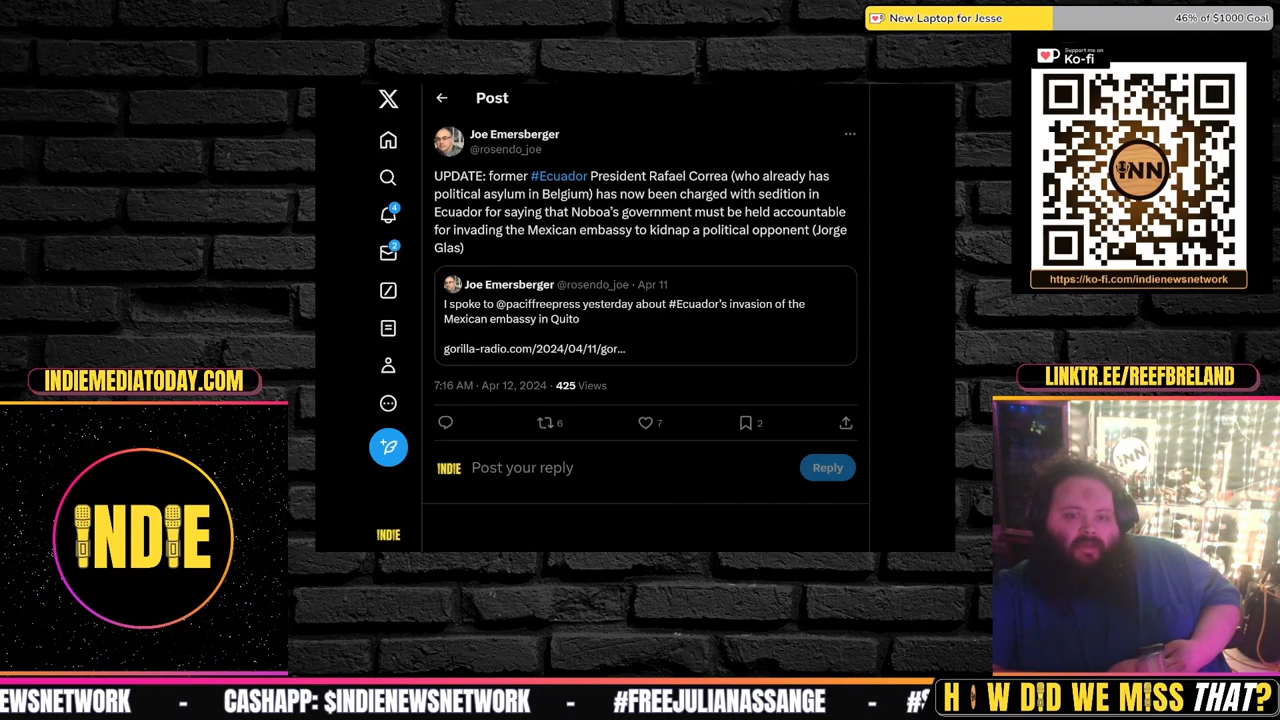 New Laptop for Jesse
46% of $1000 Goal
Support me on
Ko-fi
iNN
https://ko-fi.com/indienewsnetwork
Post
Joe Emersberger
@rosendo_joe
UPDATE: former #Ecuador President Rafael Correa (who already has
political asylum in Belgium) has now been charged with sedition in
Ecuador for saying that Noboa's government must be held accountable
for invading the Mexican embassy to kidnap a political opponent (Jorge
Glas)
Joe Emersberger @rosendo_joe · Apr 11
I spoke to @paciffreepress yesterday about #Ecuador's invasion of the
Mexican embassy in Quito
gorilla-radio.com/2024/04/11/gor...
7:16 AM · Apr 12, 2024 · 425 Views
6
7
2
4
2
INDIE
Post your reply
Reply
INDIE
INDIEMEDIATODAY.COM
INDIE
LINKTR.EE/REEFBRELAND
iNN
EWSNETWORK - CASHAPP: $INDIENEWSNETWORK - #FREEJULIANASSANGE -
HOW DID WE MISS THAT?